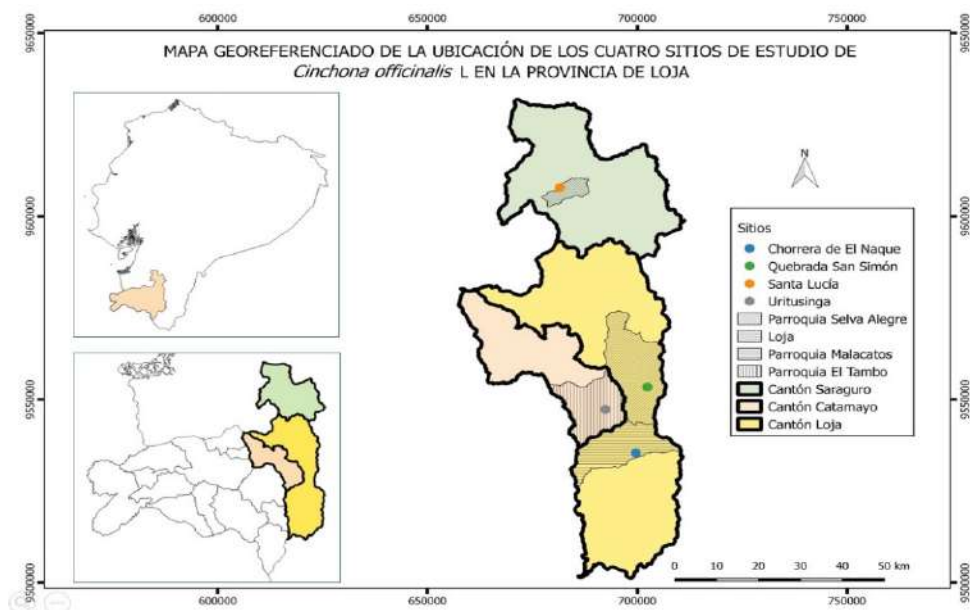 600000 650000 700000 750000
9650000 9650000
MAPA GEOREFERENCIADO DE LA UBICACIÓN DE LOS CUATRO SITIOS DE ESTUDIO DE
Cinchona officinalis L EN LA PROVINCIA DE LOJA
N
9600000 9600000
Sitios
Chorrera de El Naque
Quebrada San Simón
Santa Lucía
Uritusinga
Parroquia Selva Alegre
Loja
Parroquia Malacatos
Parroquia El Tambo
Cantón Saraguro
Cantón Catamayo
Cantón Loja
9550000 9550000
0 10 20 30 40 50 km
9500000 9500000
600000 650000 700000 750000